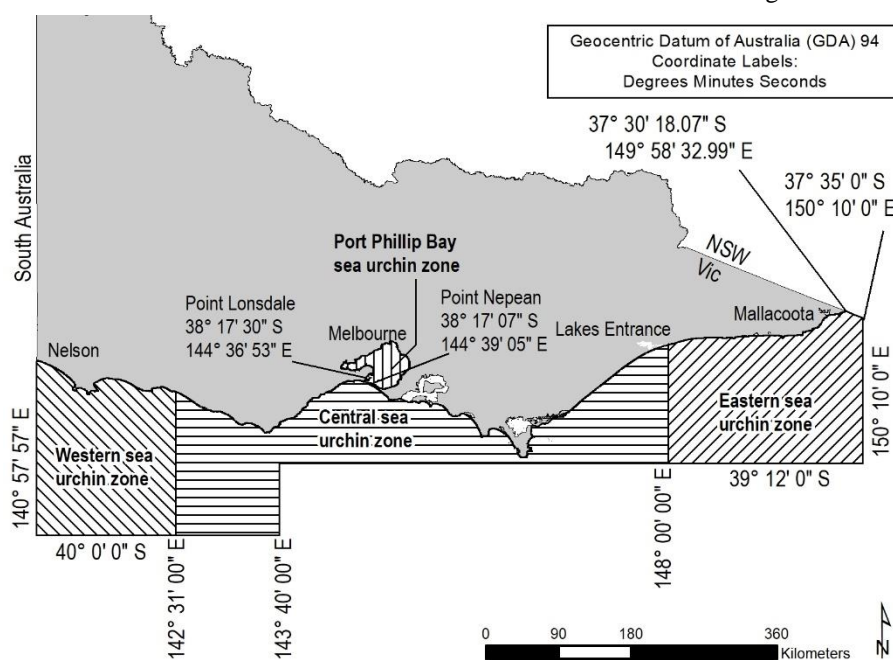 Geocentric Datum of Australia (GDA) 94
Coordinate Labels:
Degrees Minutes Seconds
37° 30' 18.07" S
149° 58' 32.99" E
37° 35' 0" S
150° 10' 0" E
South Australia
NSW
Vic
Port Phillip Bay
sea urchin zone
Point Lonsdale
38° 17' 30" S
144° 36' 53" E
Melbourne
Point Nepean
38° 17' 07" S
144° 39' 05" E
Lakes Entrance
Mallacoota
Nelson
Western sea
urchin zone
Central sea
urchin zone
Eastern sea
urchin zone
140° 57' 57" E
150° 10' 0" E
40° 0' 0" S
39° 12' 0" S
142° 31' 00" E
143° 40' 00" E
148° 00' 00" E
0 90 180 360
Kilometers
N